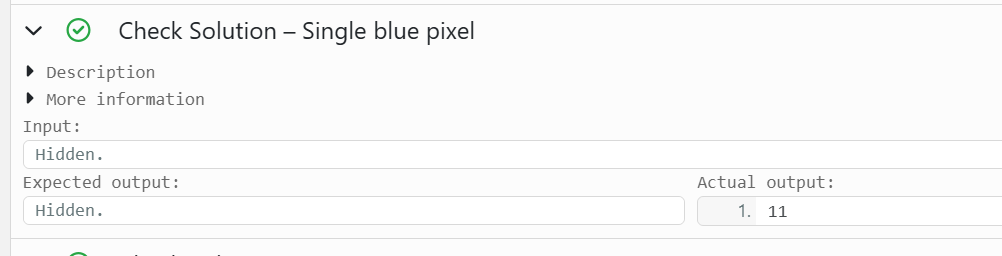 Check Solution – Single blue pixel
Description
More information
Input:
Hidden.
Expected output:
Actual output:
Hidden.
1. 11